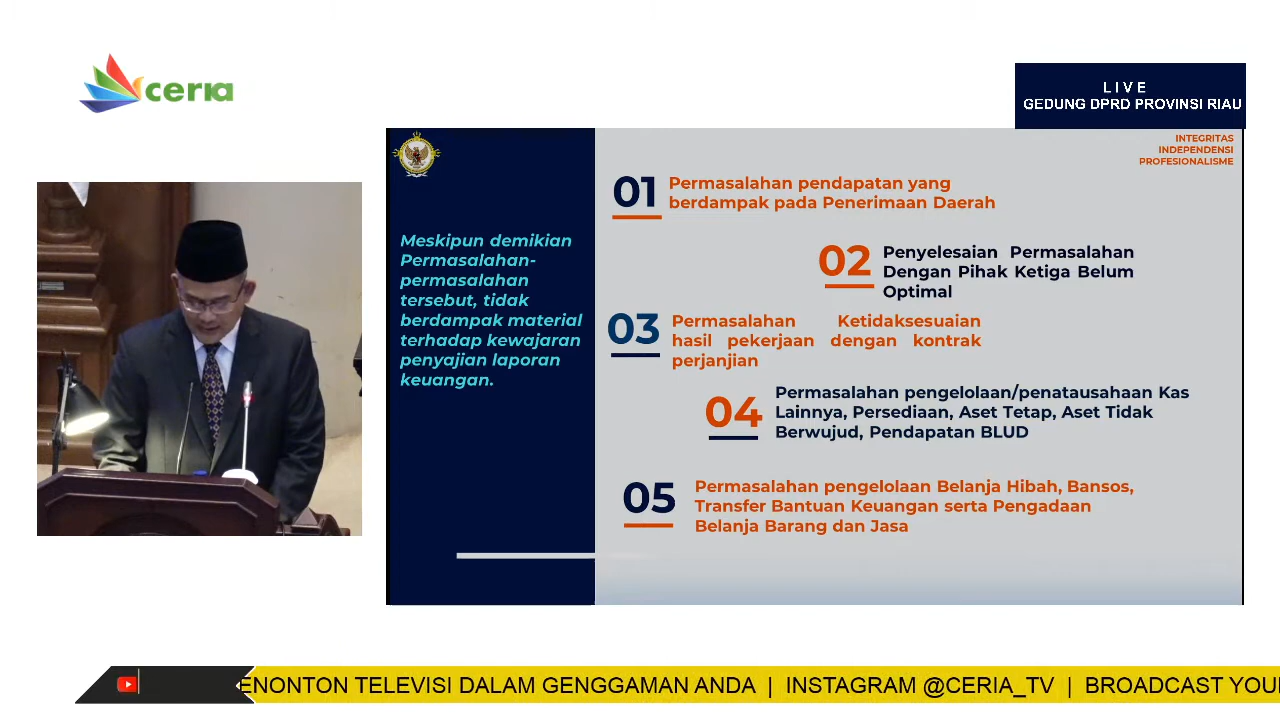 ceria
LIVE
GEDUNG DPRD PROVINSI RIAU
INTEGRITAS
INDEPENDENSI
PROFESIONALISME
Meskipun demikian
Permasalahan-
permasalahan
tersebut, tidak
berdampak material
terhadap kewajaran
penyajian laporan
keuangan.
01
Permasalahan pendapatan yang
berdampak pada Penerimaan Daerah
02
Penyelesaian Permasalahan
Dengan Pihak Ketiga Belum
Optimal
03
Permasalahan Ketidaksesuaian
hasil pekerjaan dengan kontrak
perjanjian
04
Permasalahan pengelolaan/penatausahaan Kas
Lainnya, Persediaan, Aset Tetap, Aset Tidak
Berwujud, Pendapatan BLUD
05
Permasalahan pengelolaan Belanja Hibah, Bansos,
Transfer Bantuan Keuangan serta Pengadaan
Belanja Barang dan Jasa
ENONTON TELEVISI DALAM GENGGAMAN ANDA | INSTAGRAM @CERIA_TV | BROADCAST YOU